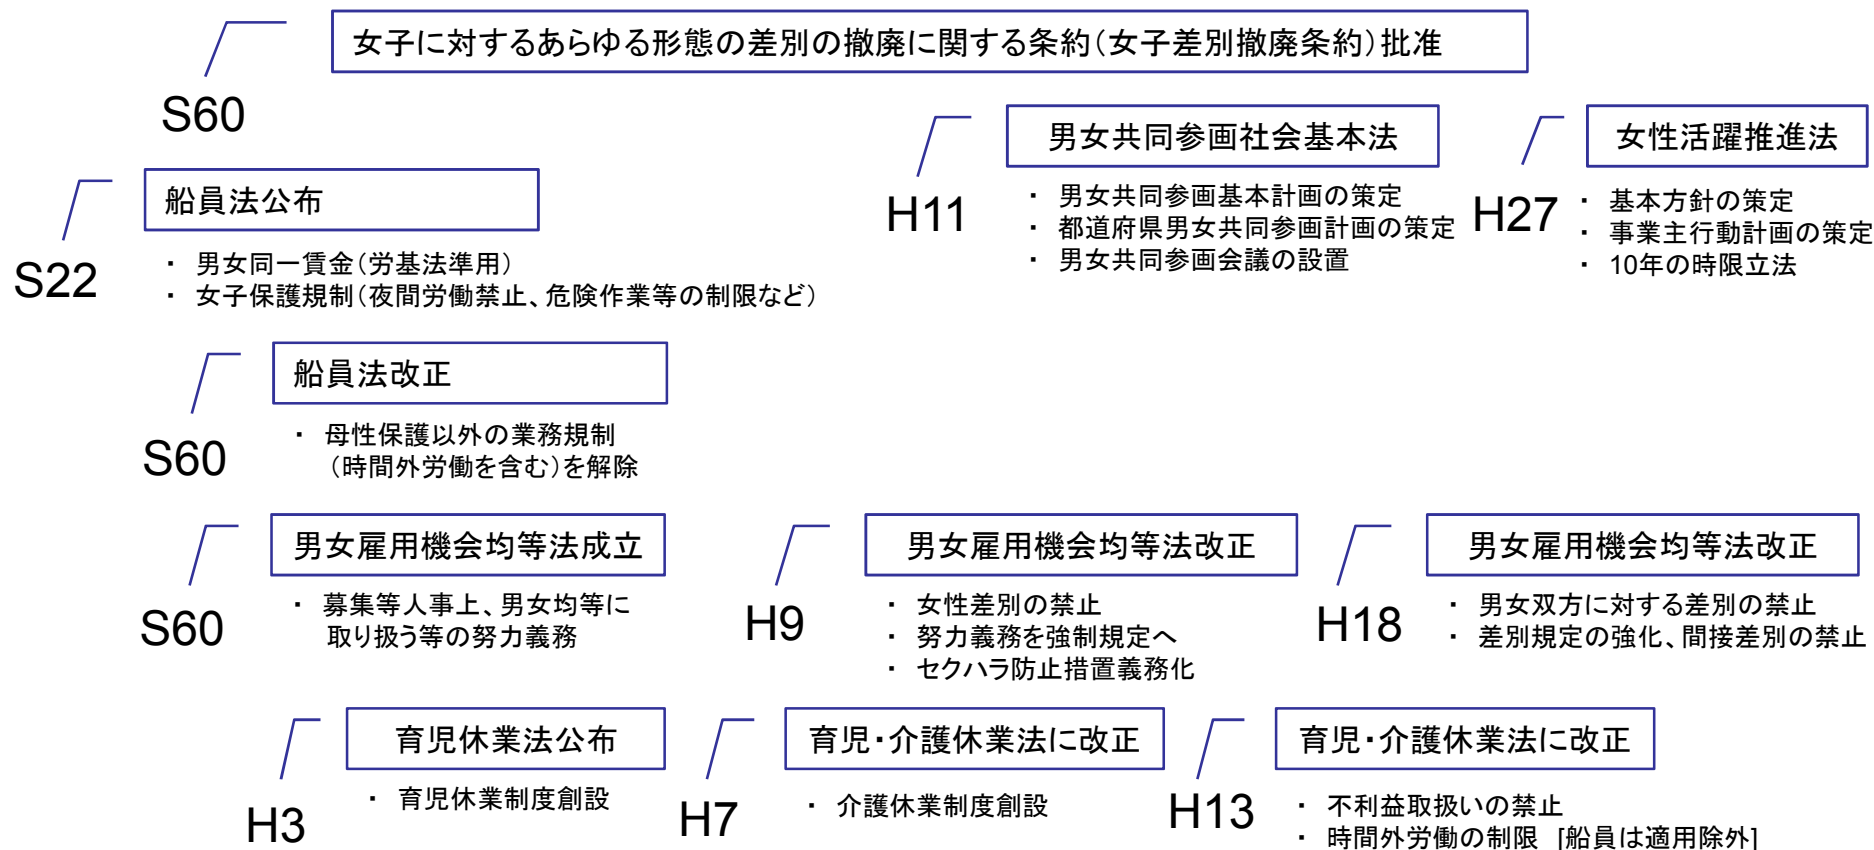 女子に対するあらゆる形態の差別の撤廃に関する条約(女子差別撤廃条約)批准
S60
男女共同参画社会基本法
H11
・ 男女共同参画基本計画の策定
・ 都道府県男女共同参画計画の策定
・ 男女共同参画会議の設置
女性活躍推進法
H27
・ 基本方針の策定
・ 事業主行動計画の策定
・ 10年の時限立法
船員法公布
S22
・ 男女同一賃金(労基法準用)
・ 女子保護規制(夜間労働禁止、危険作業等の制限など)
船員法改正
S60
・ 母性保護以外の業務規制
(時間外労働を含む)を解除
男女雇用機会均等法成立
S60
・ 募集等人事上、男女均等に
取り扱う等の努力義務
男女雇用機会均等法改正
H9
・ 女性差別の禁止
・ 努力義務を強制規定へ
・ セクハラ防止措置義務化
男女雇用機会均等法改正
H18
・ 男女双方に対する差別の禁止
・ 差別規定の強化、間接差別の禁止
育児休業法公布
H3
・ 育児休業制度創設
育児・介護休業法に改正
H7
・ 介護休業制度創設
育児・介護休業法に改正
H13
・ 不利益取扱いの禁止
・ 時間外労働の制限 [船員は適用除外]